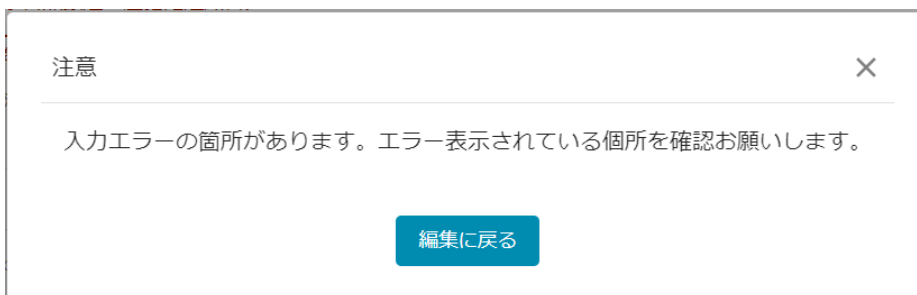 注意
入力エラーの箇所があります。エラー表示されている個所を確認お願いします。
編集に戻る